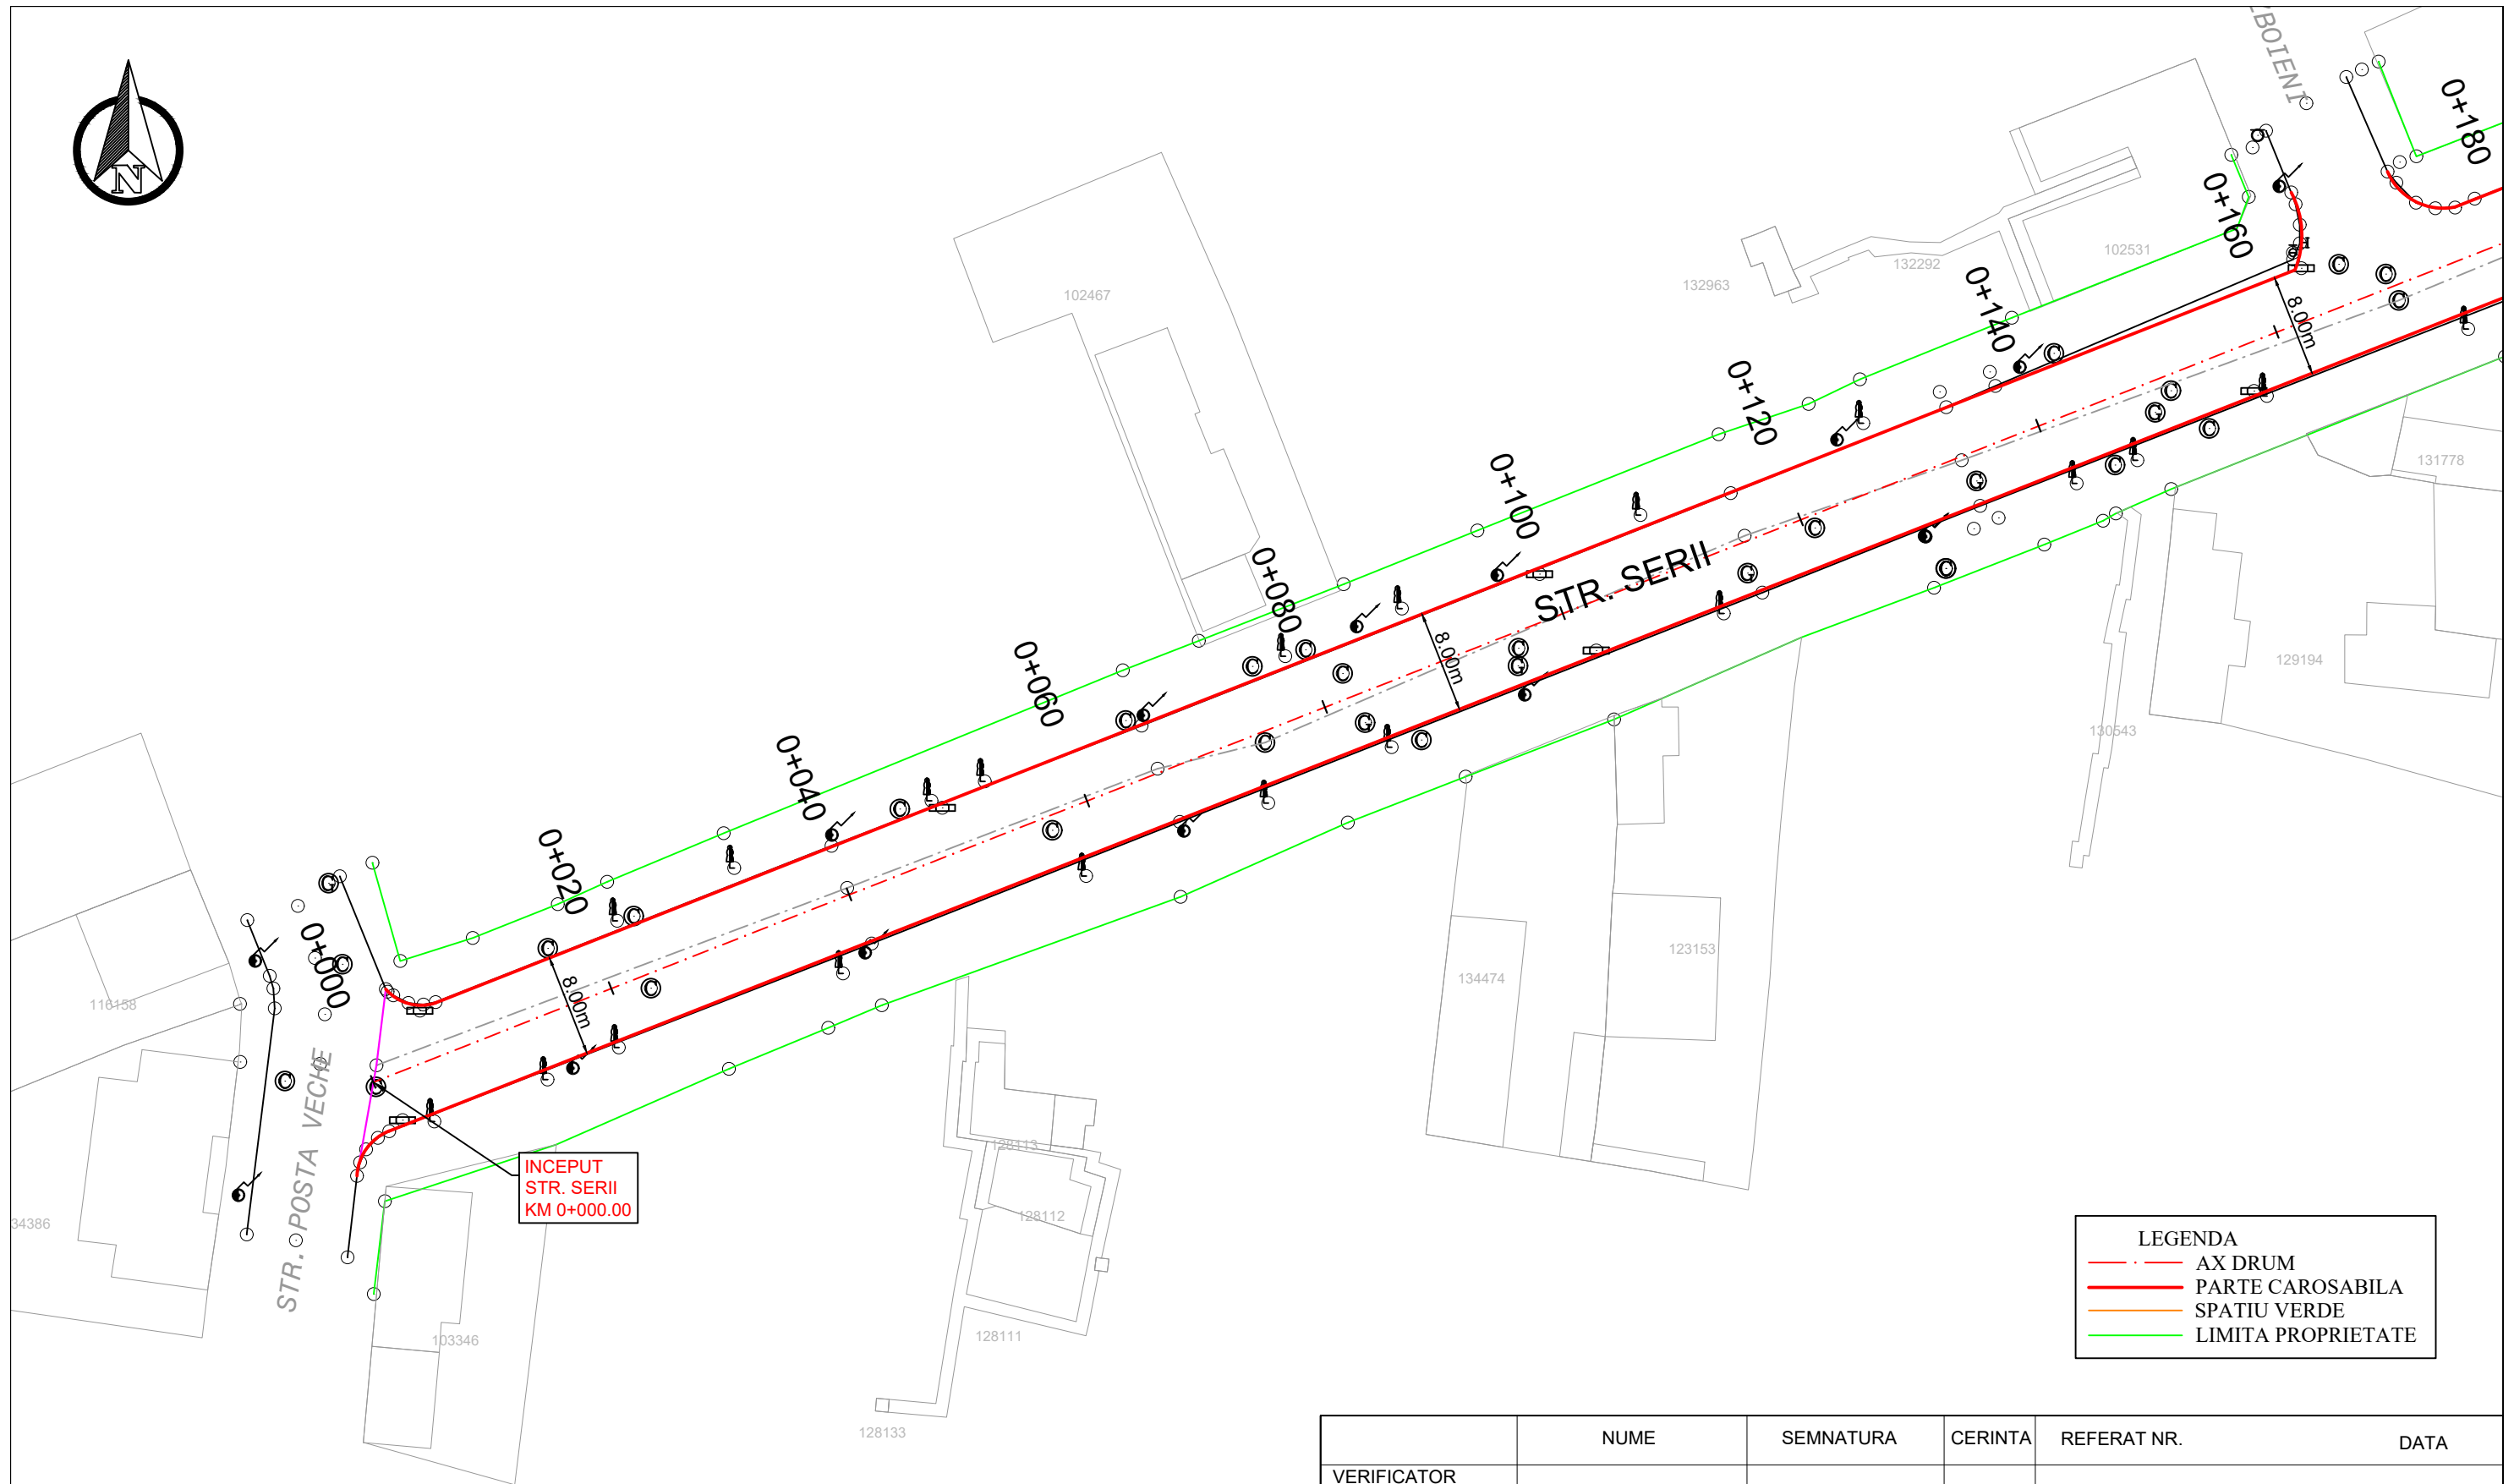 N
0+000
0+020
0+040
0+060
0+080
0+100
0+120
0+140
0+160
0+180
STR. SERII
STR. POSTA VECHE
8.00m
8.00m
8.00m
102467
132963
132292
102531
131778
129194
130543
123153
134474
116158
34386
103346
128113
128112
128111
128133
INCEPUT
STR. SERII
KM 0+000.00
LEGENDA
AX DRUM
PARTE CAROSABILA
SPATIU VERDE
LIMITA PROPRIETATE
NUME SEMNATURA CERINTA REFERAT NR. DATA
VERIFICATOR